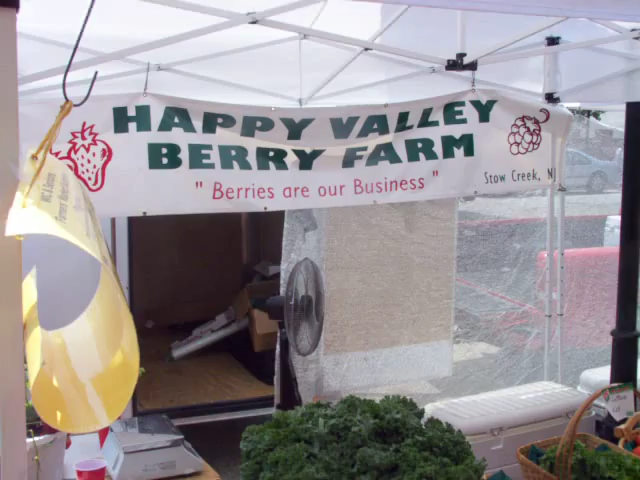 HAPPY VALLEY
BERRY FARM
" Berries are our Business "
Stow Creek, NJ